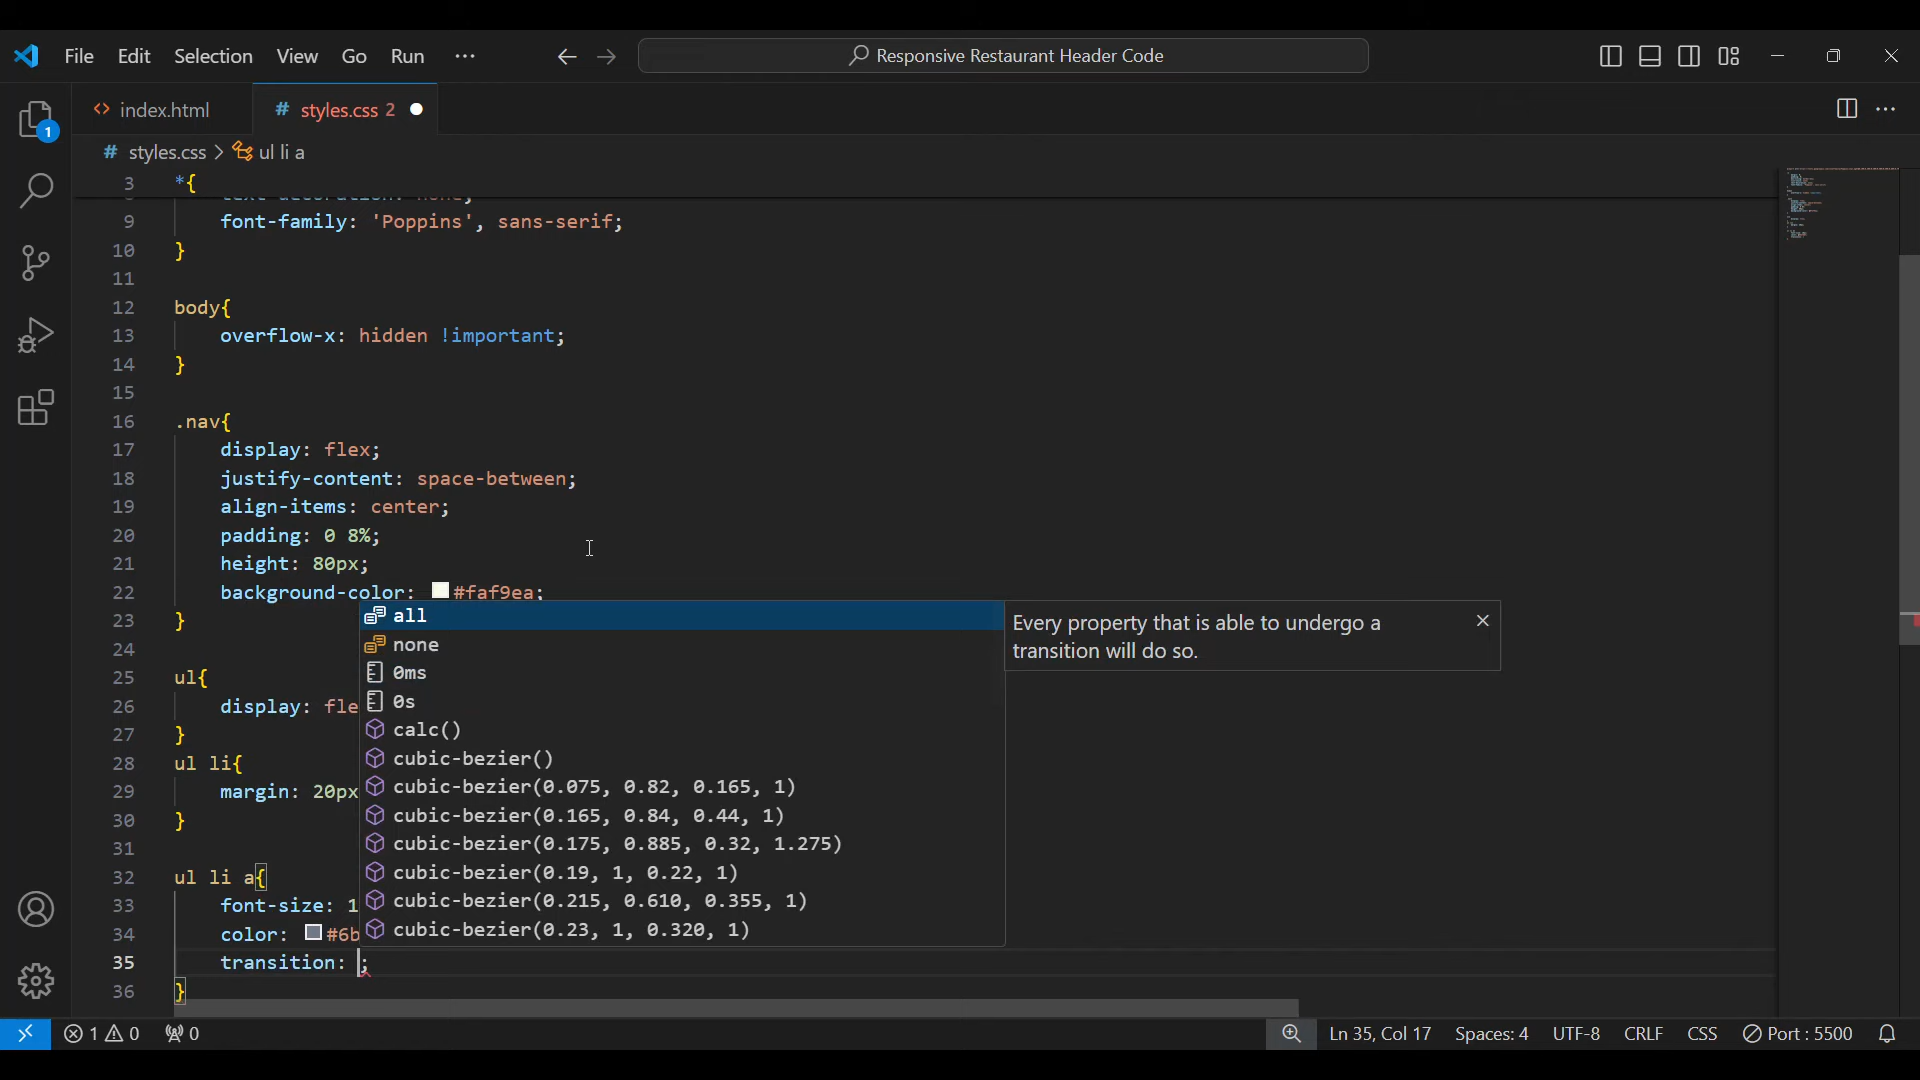 File Edit Selection View Go Run ··· ← → Responsive Restaurant Header Code
index.html # styles.css 2
# styles.css > ul li a
3 *{
9 font-family: 'Poppins', sans-serif;
10 }
11
12 body{
13 overflow-x: hidden !important;
14 }
15
16 .nav{
17 display: flex;
18 justify-content: space-between;
19 align-items: center;
20 padding: 0 8%;
21 height: 80px;
22 background-color: #faf9ea;
23 }
24
25 ul{
26 display: fle
27 }
28 ul li{
29 margin: 20px
30 }
31
32 ul li a{
33 font-size: 1
34 color: #6b
35 transition: ;
36 }
all
none
0ms
0s
calc()
cubic-bezier()
cubic-bezier(0.075, 0.82, 0.165, 1)
cubic-bezier(0.165, 0.84, 0.44, 1)
cubic-bezier(0.175, 0.885, 0.32, 1.275)
cubic-bezier(0.19, 1, 0.22, 1)
cubic-bezier(0.215, 0.610, 0.355, 1)
cubic-bezier(0.23, 1, 0.320, 1)
Every property that is able to undergo a
transition will do so.
1
1 0 0 Ln 35, Col 17 Spaces: 4 UTF-8 CRLF CSS Port : 5500